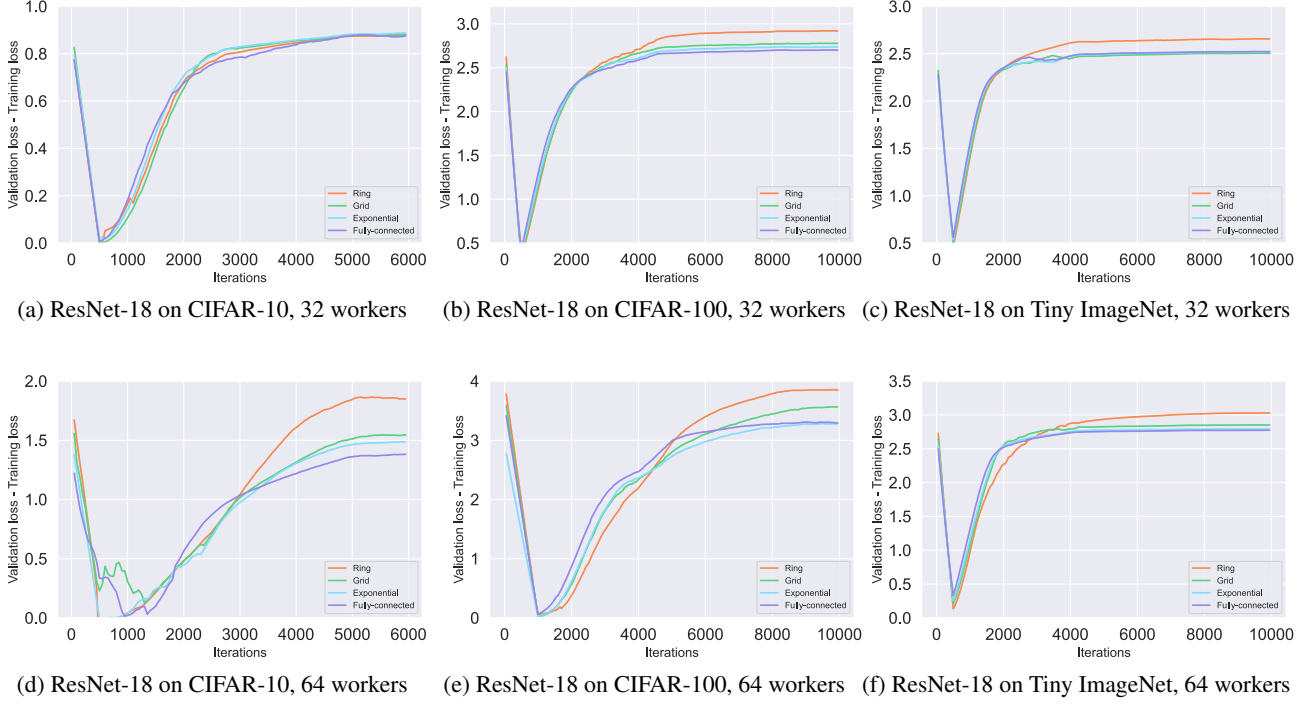 Validation loss - Training loss
1.0
0.8
0.6
0.4
0.2
0.0
Ring
Grid
Exponential
Fully-connected
0 1000 2000 3000 4000 5000 6000
Iterations
(a) ResNet-18 on CIFAR-10, 32 workers
Validation loss - Training loss
3.0
2.5
2.0
1.5
1.0
0.5
Ring
Grid
Exponential
Fully-connected
0 2000 4000 6000 8000 10000
Iterations
(b) ResNet-18 on CIFAR-100, 32 workers
Validation loss - Training loss
3.0
2.5
2.0
1.5
1.0
0.5
Ring
Grid
Exponential
Fully-connected
0 2000 4000 6000 8000 10000
Iterations
(c) ResNet-18 on Tiny ImageNet, 32 workers
Validation loss - Training loss
2.0
1.5
1.0
0.5
0.0
Ring
Grid
Exponential
Fully-connected
0 1000 2000 3000 4000 5000 6000
Iterations
(d) ResNet-18 on CIFAR-10, 64 workers
Validation loss - Training loss
4
3
2
1
0
Ring
Grid
Exponential
Fully-connected
0 2000 4000 6000 8000 10000
Iterations
(e) ResNet-18 on CIFAR-100, 64 workers
Validation loss - Training loss
3.5
3.0
2.5
2.0
1.5
1.0
0.5
0.0
Ring
Grid
Exponential
Fully-connected
0 2000 4000 6000 8000 10000
Iterations
(f) ResNet-18 on Tiny ImageNet, 64 workers